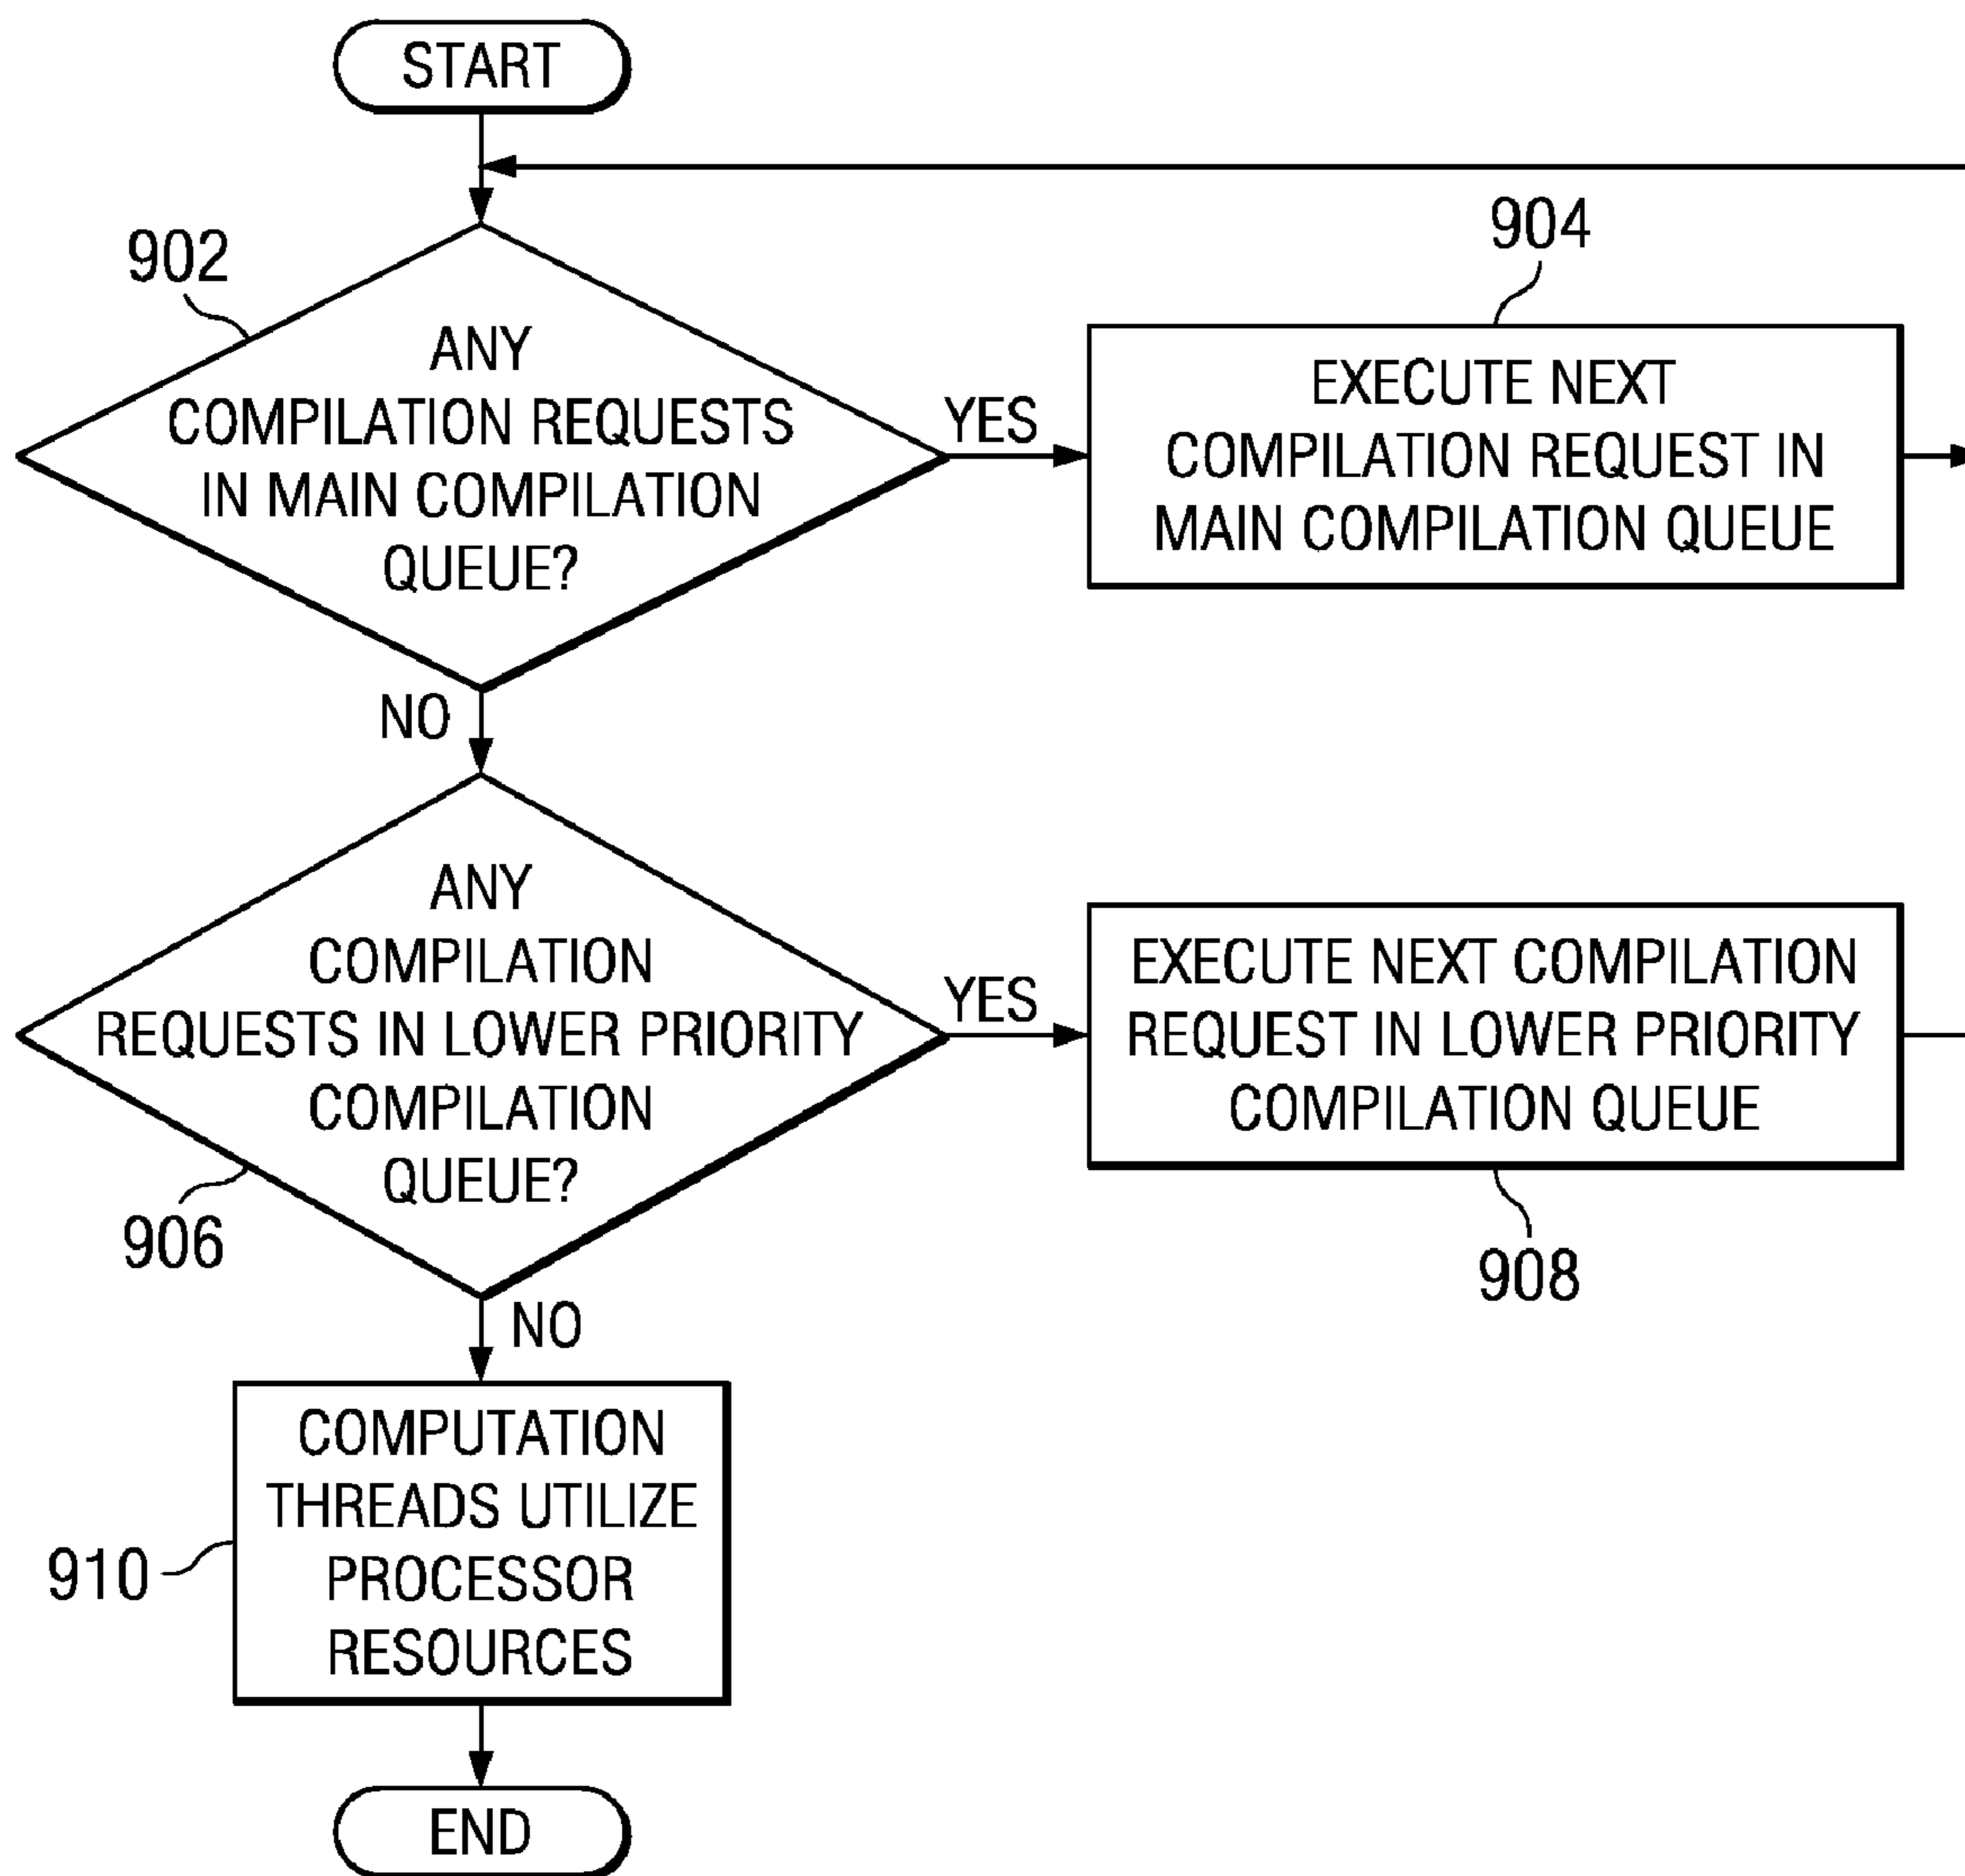 START
902
ANY
COMPILATION REQUESTS
IN MAIN COMPILATION
QUEUE?
YES
904
EXECUTE NEXT
COMPILATION REQUEST IN
MAIN COMPILATION QUEUE
NO
ANY
COMPILATION
REQUESTS IN LOWER PRIORITY
COMPILATION
QUEUE?
906
YES
EXECUTE NEXT COMPILATION
REQUEST IN LOWER PRIORITY
COMPILATION QUEUE
908
NO
COMPUTATION
THREADS UTILIZE
PROCESSOR
RESOURCES
910
END